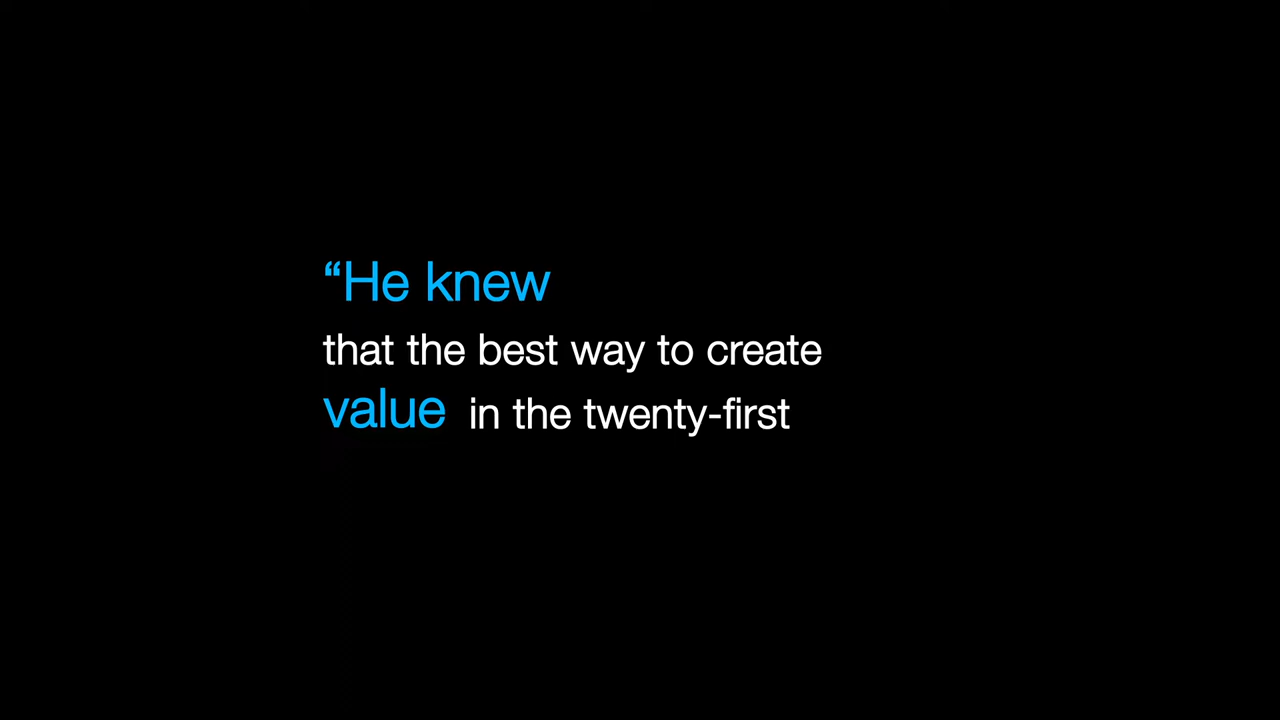 “He knew
that the best way to create
value in the twenty-first